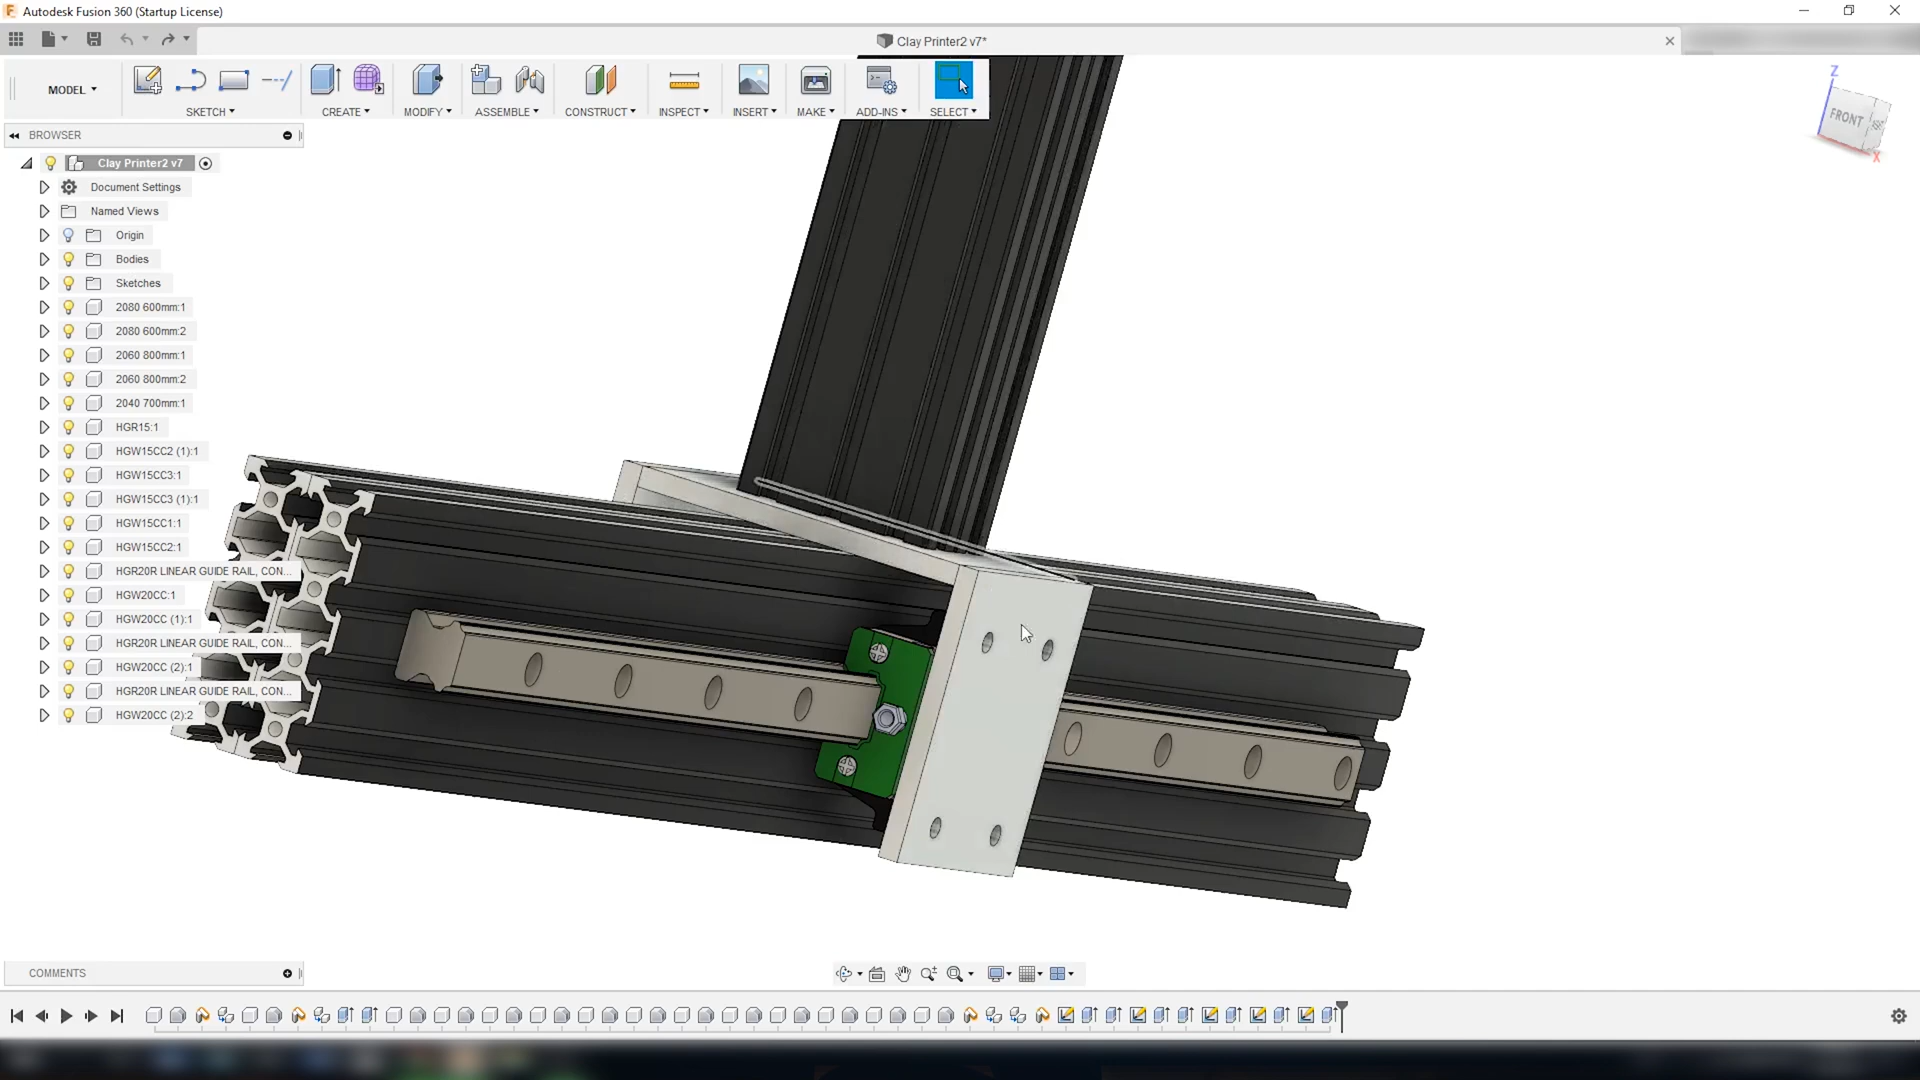 Autodesk Fusion 360 (Startup License)
Clay Printer2 v7*
MODEL
SKETCH
CREATE
MODIFY
ASSEMBLE
CONSTRUCT
INSPECT
INSERT
MAKE
ADD-INS
SELECT
Z
FRONT
X
BROWSER
Clay Printer2 v7
Document Settings
Named Views
Origin
Bodies
Sketches
2080 600mm:1
2080 600mm:2
2060 800mm:1
2060 800mm:2
2040 700mm:1
HGR15:1
HGW15CC2 (1):1
HGW15CC3:1
HGW15CC3 (1):1
HGW15CC1:1
HGW15CC2:1
HGR20R LINEAR GUIDE RAIL, CON...
HGW20CC:1
HGW20CC (1):1
HGR20R LINEAR GUIDE RAIL, CON...
HGW20CC (2):1
HGR20R LINEAR GUIDE RAIL, CON...
HGW20CC (2):2
COMMENTS